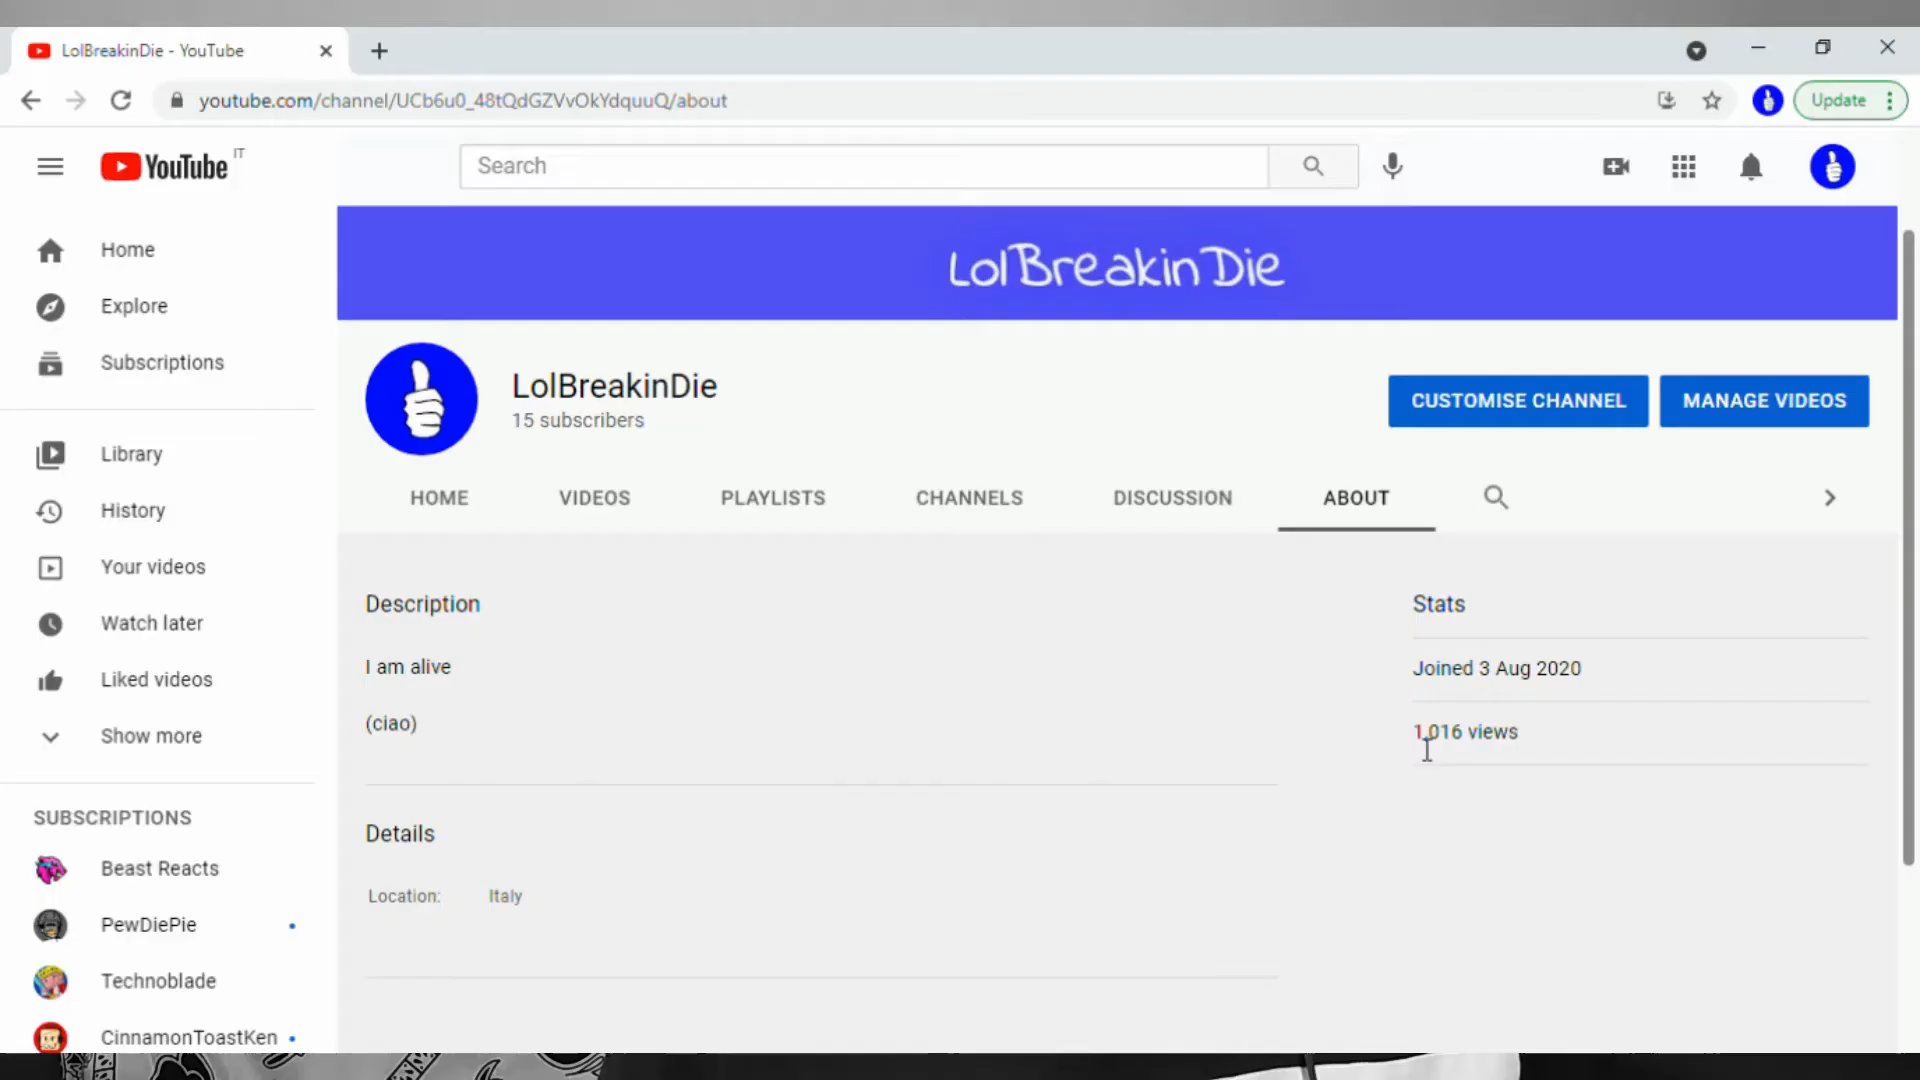 LolBreakinDie - YouTube
youtube.com/channel/UCb6u0_48tQdGZVvOkYdquuQ/about
Update
YouTube IT
Search
LolBreakinDie
LolBreakinDie
15 subscribers
CUSTOMISE CHANNEL
MANAGE VIDEOS
HOME VIDEOS PLAYLISTS CHANNELS DISCUSSION ABOUT
Home
Explore
Subscriptions
Library
History
Your videos
Watch later
Liked videos
Show more
SUBSCRIPTIONS
Beast Reacts
PewDiePie
Technoblade
CinnamonToastKen
Description
I am alive
(ciao)
Details
Location: Italy
Stats
Joined 3 Aug 2020
1,016 views